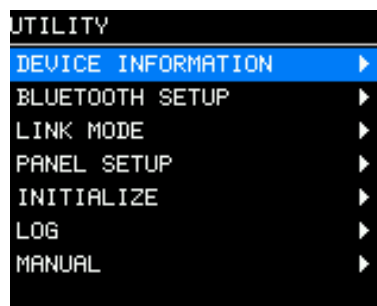 UTILITY
DEVICE INFORMATION
BLUETOOTH SETUP
LINK MODE
PANEL SETUP
INITIALIZE
LOG
MANUAL